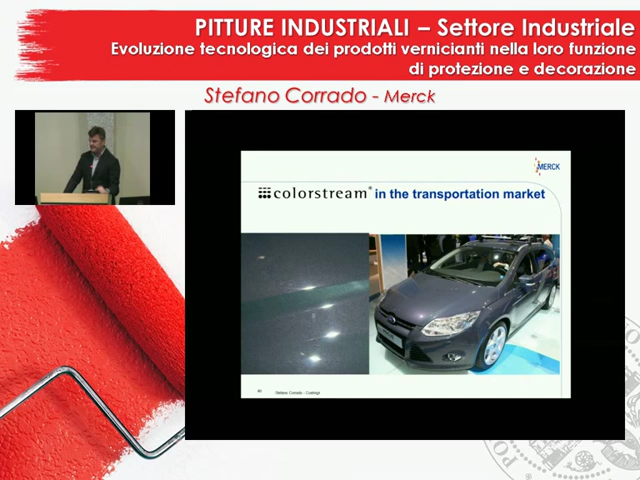 PITTURE INDUSTRIALI – Settore Industriale
Evoluzione tecnologica dei prodotti vernicianti nella loro funzione
di protezione e decorazione
Stefano Corrado - Merck
MERCK
colorstream® in the transportation market
Stefano Corrado - Coatings